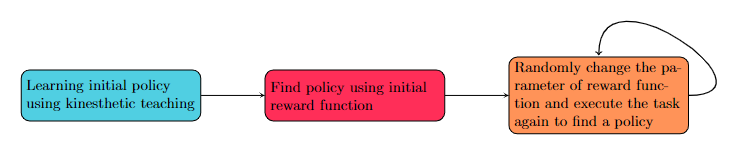 Learning initial policy
using kinesthetic teaching
Find policy using initial
reward function
Randomly change the pa-
rameter of reward func-
tion and execute the task
again to find a policy